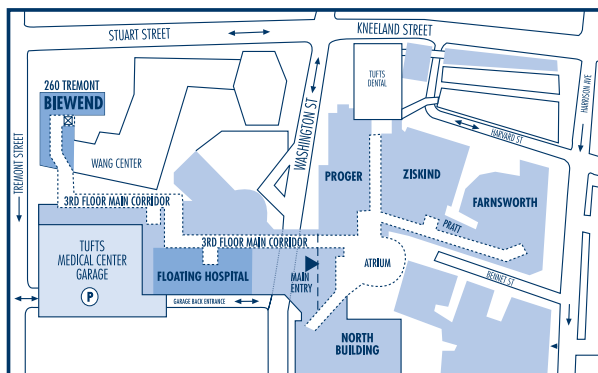 STUART STREET
KNEELAND STREET
260 TREMONT
BIEWEND
TUFTS
DENTAL
HARRISON AVE
WASHINGTON ST
HARVARD ST
TREMONT STREET
WANG CENTER
PROGER
ZISKIND
FARNSWORTH
3RD FLOOR MAIN CORRIDOR
PRATT
3RD FLOOR MAIN CORRIDOR
TUFTS
MEDICAL CENTER
GARAGE
P
FLOATING HOSPITAL
MAIN
ENTRY
ATRIUM
BENNET ST
GARAGE BACK ENTRANCE
NORTH
BUILDING